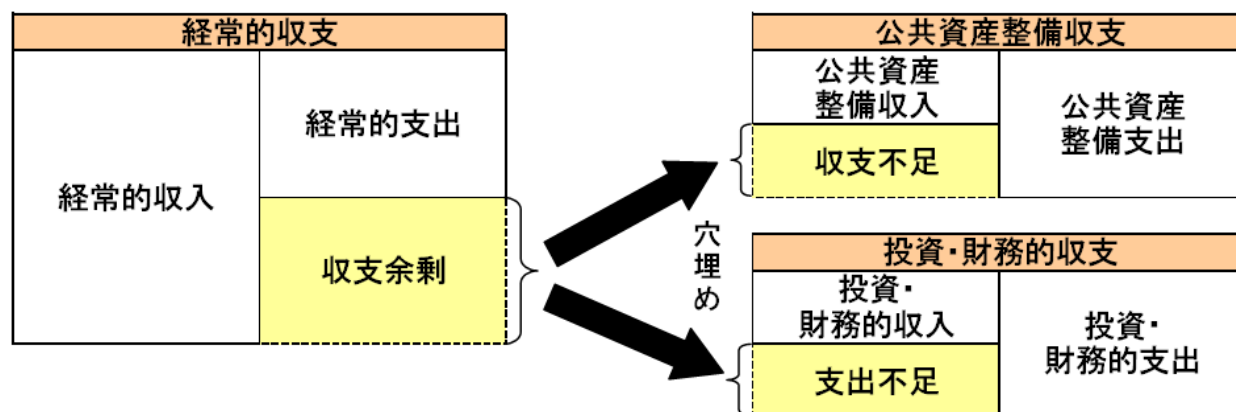 経常的収支
経常的収入
経常的支出
収支余剰
穴埋め
公共資産整備収支
公共資産
整備収入
収支不足
公共資産
整備支出
投資・財務的収支
投資・
財務的収入
支出不足
投資・
財務的支出